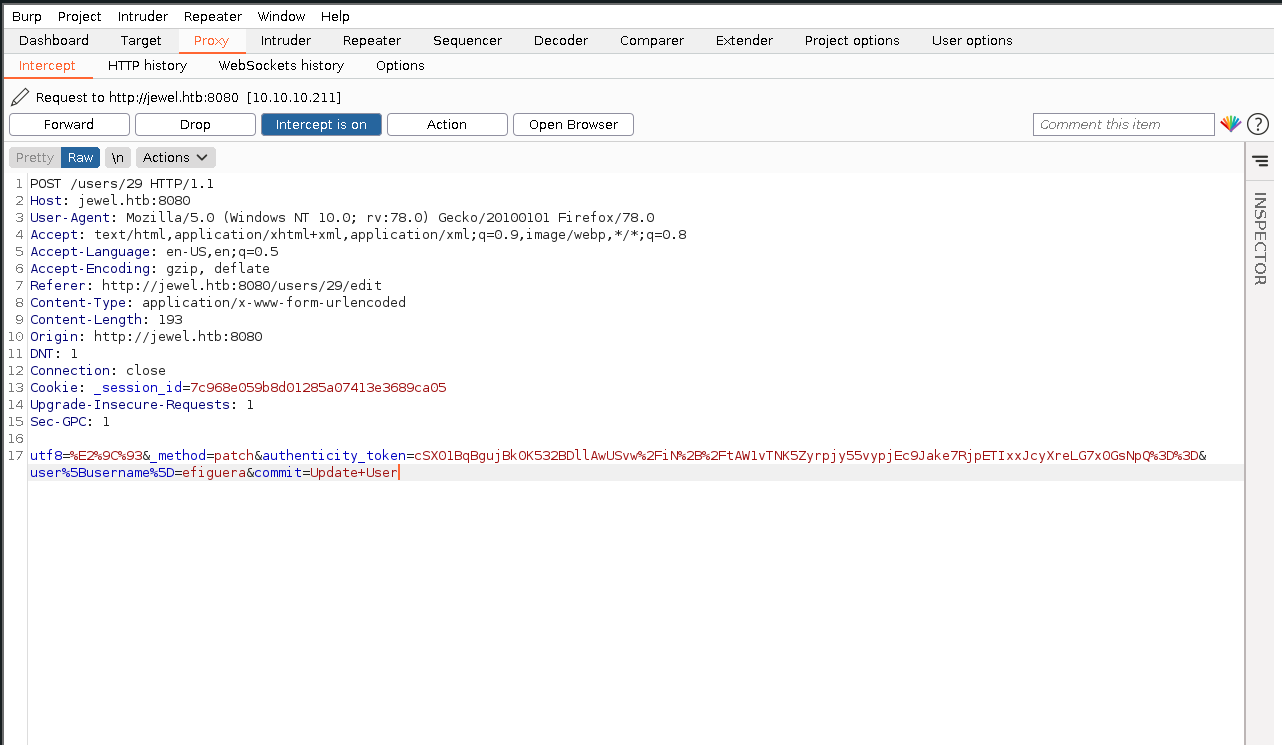 Burp Project Intruder Repeater Window Help
Dashboard Target Proxy Intruder Repeater Sequencer Decoder Comparer Extender Project options User options
Intercept HTTP history WebSockets history Options
Request to http://jewel.htb:8080 [10.10.10.211]
Forward Drop Intercept is on Action Open Browser Comment this item ?
Pretty Raw \n Actions
INSPECTOR
1 POST /users/29 HTTP/1.1
2 Host: jewel.htb:8080
3 User-Agent: Mozilla/5.0 (Windows NT 10.0; rv:78.0) Gecko/20100101 Firefox/78.0
4 Accept: text/html,application/xhtml+xml,application/xml;q=0.9,image/webp,*/*;q=0.8
5 Accept-Language: en-US,en;q=0.5
6 Accept-Encoding: gzip, deflate
7 Referer: http://jewel.htb:8080/users/29/edit
8 Content-Type: application/x-www-form-urlencoded
9 Content-Length: 193
10 Origin: http://jewel.htb:8080
11 DNT: 1
12 Connection: close
13 Cookie: _session_id=7c968e059b8d01285a07413e3689ca05
14 Upgrade-Insecure-Requests: 1
15 Sec-GPC: 1
16
17 utf8=%E2%9C%93&_method=patch&authenticity_token=cSX01BqBgujBk0K532BDllAwUSvw%2FiN%2B%2FtAW1vTNK5Zyrpjy55vypjEc9Jake7RjpETIxxJcyXreLG7x0GsNpQ%3D%3D&
user%5Busername%5D=efiguera&commit=Update+User